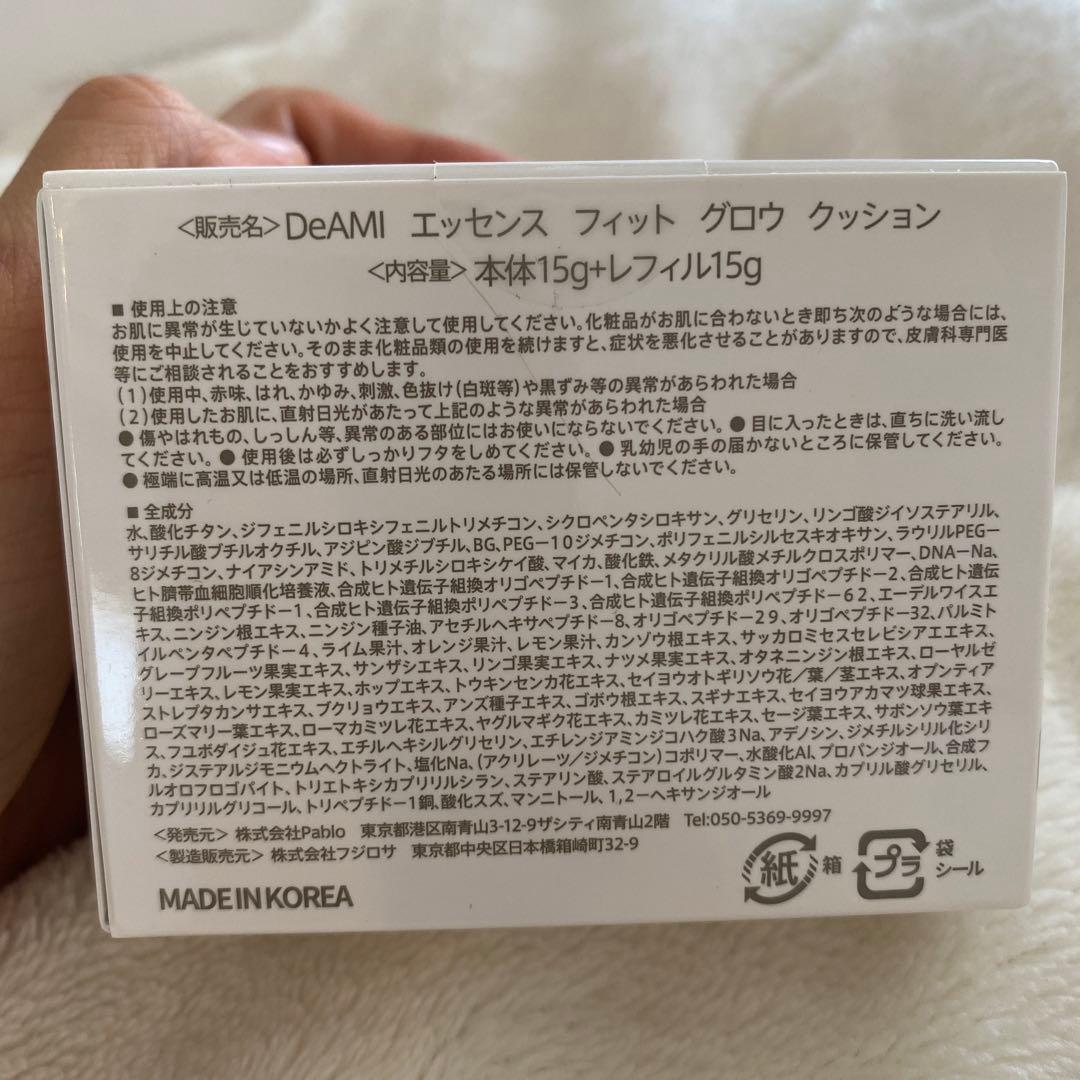 <販売名> DeAMI エッセンス フィット グロウ クッション
<内容量> 本体15g+レフィル15g
■ 使用上の注意
お肌に異常が生じていないかよく注意して使用してください。化粧品がお肌に合わないとき即ち次のような場合には、
使用を中止してください。そのまま化粧品類の使用を続けますと、症状を悪化させることがありますので、皮膚科専門医
等にご相談されることをおすすめします。
(1)使用中、赤味、はれ、かゆみ、刺激、色抜け(白斑等)や黒ずみ等の異常があらわれた場合
(2)使用したお肌に、直射日光があたって上記のような異常があらわれた場合
● 傷やはれもの、しっしん等、異常のある部位にはお使いにならないでください。● 目に入ったときは、直ちに洗い流し
てください。● 使用後は必ずしっかりフタをしめてください。● 乳幼児の手の届かないところに保管してください。
● 極端に高温又は低温の場所、直射日光のあたる場所には保管しないでください。
■ 全成分
水、酸化チタン、ジフェニルシロキシフェニルトリメチコン、シクロペンタシロキサン、グリセリン、リンゴ酸ジイソステアリル、
サリチル酸ブチルオクチル、アジピン酸ジブチル、BG、PEG－10ジメチコン、ポリフェニルシルセスキオキサン、ラウリルPEG－
8ジメチコン、ナイアシンアミド、トリメチルシロキシケイ酸、マイカ、酸化鉄、メタクリル酸メチルクロスポリマー、DNA－Na、
ヒト臍帯血細胞順化培養液、合成ヒト遺伝子組換オリゴペプチド－1、合成ヒト遺伝子組換オリゴペプチド－2、合成ヒト遺伝
子組換ポリペプチド－1、合成ヒト遺伝子組換ポリペプチド－3、合成ヒト遺伝子組換ポリペプチド－62、エーデルワイスエ
キス、ニンジン根エキス、ニンジン種子油、アセチルヘキサペプチド－8、オリゴペプチド－29、オリゴペプチド－32、パルミト
イルペンタペプチド－4、ライム果汁、オレンジ果汁、レモン果汁、カンゾウ根エキス、サッカロミセスセレビシアエエキス、
グレープフルーツ果実エキス、サンザシエキス、リンゴ果実エキス、ナツメ果実エキス、オタネニンジン根エキス、ローヤルゼ
リーエキス、レモン果実エキス、ホップエキス、トウキンセンカ花エキス、セイヨウオトギリソウ花／葉／茎エキス、オプンティア
ストレプタカンサエキス、ブクリョウエキス、アンズ種子エキス、ゴボウ根エキス、スギナエキス、セイヨウアカマツ球果エキス、
ローズマリー葉エキス、ローマカミツレ花エキス、ヤグルマギク花エキス、カミツレ花エキス、セージ葉エキス、サボンソウ葉エキ
ス、フユボダイジュ花エキス、エチルヘキシルグリセリン、エチレンジアミンジコハク酸3Na、アデノシン、ジメチルシリル化シリ
カ、ジステアルジモニウムヘクトライト、塩化Na、(アクリレーツ/ジメチコン)コポリマー、水酸化Al、プロパンジオール、合成フ
ルオロフロゴパイト、トリエトキシカプリリルシラン、ステアリン酸、ステアロイルグルタミン酸2Na、カプリル酸グリセリル、
カプリリルグリコール、トリペプチド－1銅、酸化スズ、マンニトール、1,2－ヘキサンジオール
<発売元> 株式会社Pablo 東京都港区南青山3-12-9ザシティ南青山2階 Tel:050-5369-9997
<製造販売元> 株式会社フジロサ 東京都中央区日本橋箱崎町32-9
紙 箱 プラ 袋
シール
MADE IN KOREA